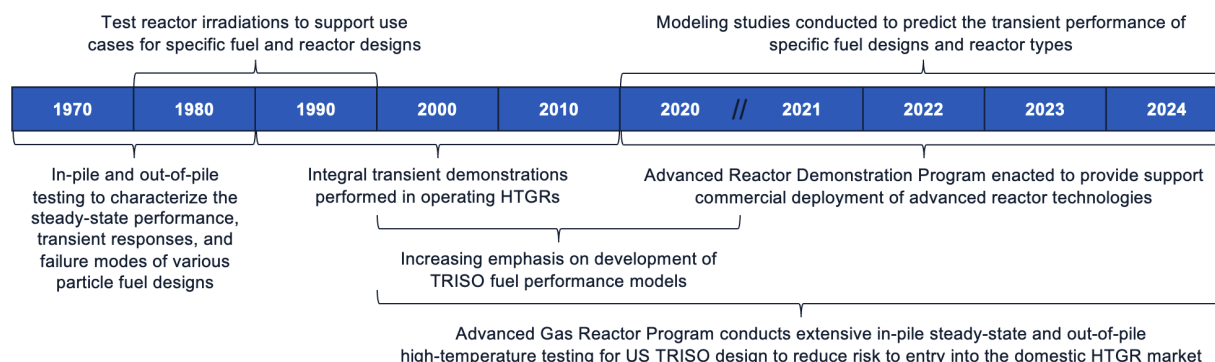 Test reactor irradiations to support use
cases for specific fuel and reactor designs
Modeling studies conducted to predict the transient performance of
specific fuel designs and reactor types
1970 1980 1990 2000 2010 2020 // 2021 2022 2023 2024
In-pile and out-of-pile
testing to characterize the
steady-state performance,
transient responses, and
failure modes of various
particle fuel designs
Integral transient demonstrations
performed in operating HTGRs
Advanced Reactor Demonstration Program enacted to provide support
commercial deployment of advanced reactor technologies
Increasing emphasis on development of
TRISO fuel performance models
Advanced Gas Reactor Program conducts extensive in-pile steady-state and out-of-pile
high-temperature testing for US TRISO design to reduce risk to entry into the domestic HTGR market